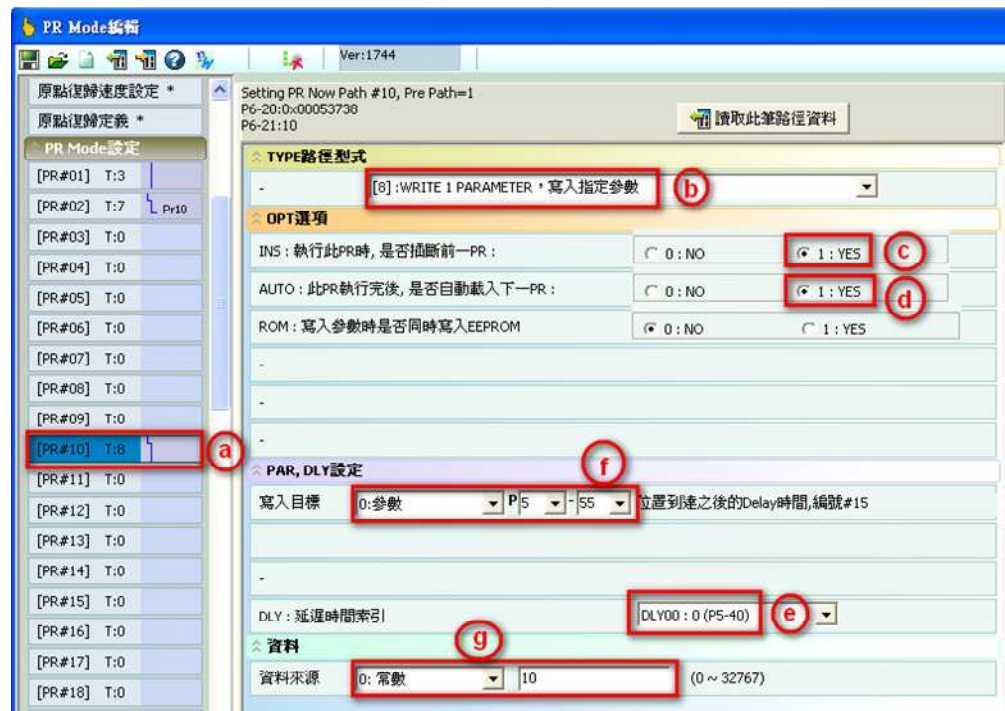 PR Mode編輯
Ver:1744
原點復歸速度設定 *
原點復歸定義 *
PR Mode設定
[PR#01] T:3
[PR#02] T:7 Pr10
[PR#03] T:0
[PR#04] T:0
[PR#05] T:0
[PR#06] T:0
[PR#07] T:0
[PR#08] T:0
[PR#09] T:0
[PR#10] T:8
a
[PR#11] T:0
[PR#12] T:0
[PR#13] T:0
[PR#14] T:0
[PR#15] T:0
[PR#16] T:0
[PR#17] T:0
[PR#18] T:0
Setting PR Now Path #10, Pre Path=1
P6-20:0x00053738
P6-21:10
讀取此筆路徑資料
TYPE路徑型式
- [8] :WRITE 1 PARAMETER，寫入指定參數 b
OPT選項
INS : 執行此PR時, 是否插斷前一PR : 0 : NO 1 : YES c
AUTO : 此PR執行完後, 是否自動載入下一PR : 0 : NO 1 : YES d
ROM : 寫入參數時是否同時寫入EEPROM 0 : NO 1 : YES
-
-
-
PAR, DLY設定
f
寫入目標 0:參數 P 5 - 55 位置到達之後的Delay時間,編號#15
-
DLY : 延遲時間索引 DLY00 : 0 (P5-40) e
資料
g
資料來源 0: 常數 10 (0 ~ 32767)